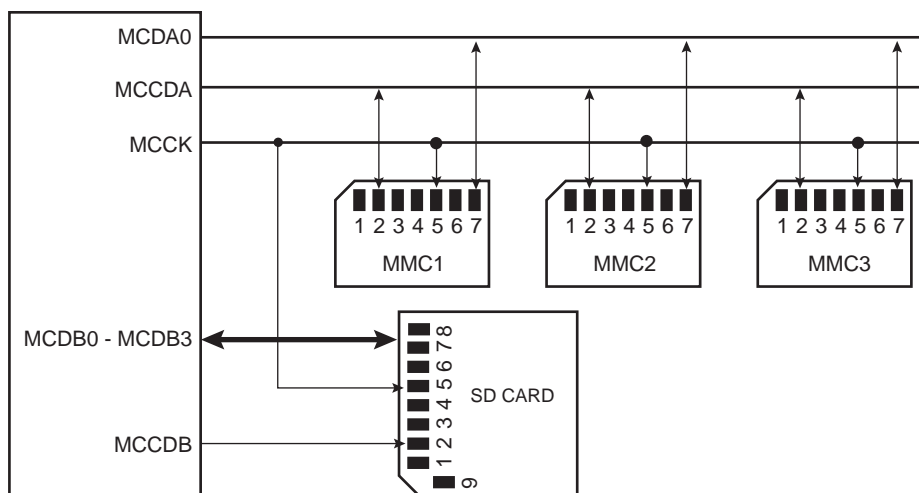 MCDA0
MCCDA
MCCK
1 2 3 4 5 6 7
MMC1
1 2 3 4 5 6 7
MMC2
1 2 3 4 5 6 7
MMC3
MCDB0 - MCDB3
1 2 3 4 5 6 7 8
9
SD CARD
MCCDB